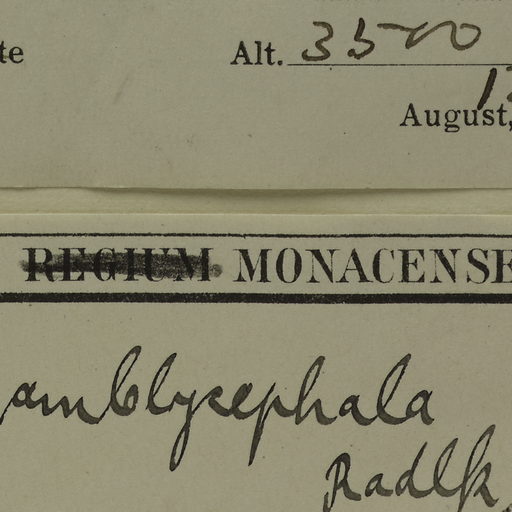 te Alt. 3500
August, 12
REGIUM MONACENSE
amblycephala
Radlk.